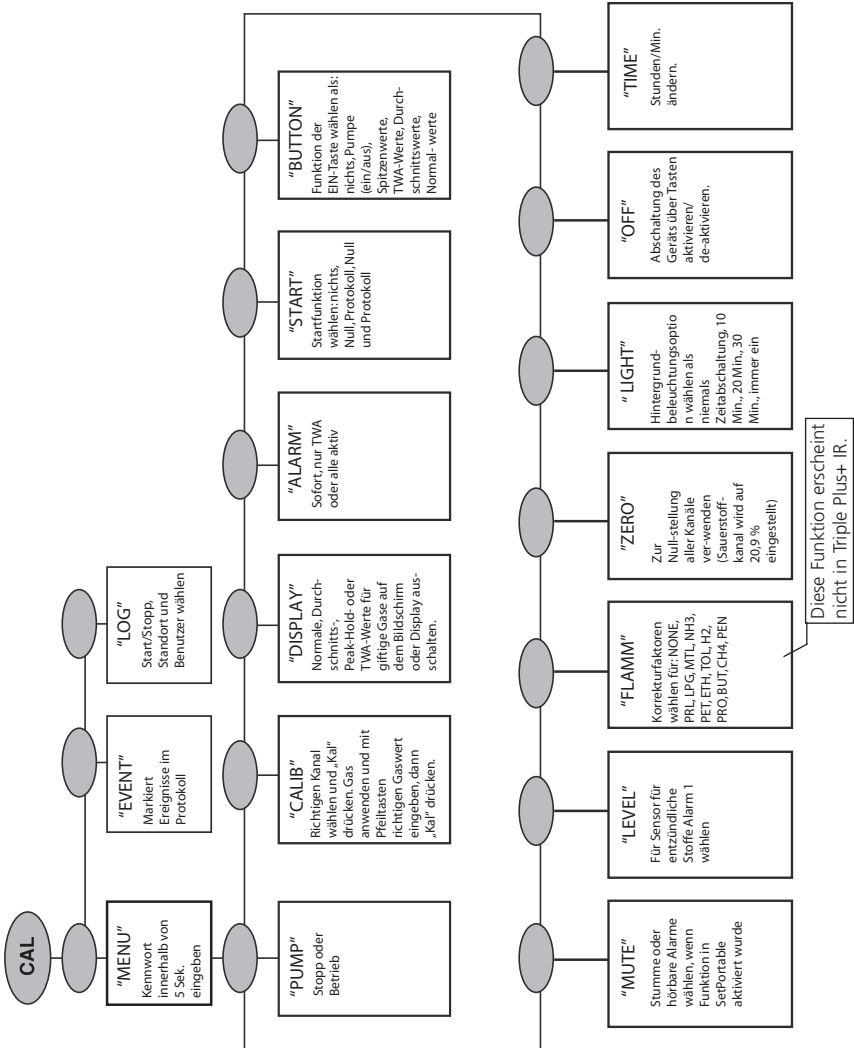 CAL
"MENU"
Kennwort
innerhalb von
5 Sek.
eingeben
"EVENT"
Markiert
Ereignisse im
Protokoll
"LOG"
Start/Stopp,
Standort und
Benutzer wählen
"PUMP"
Stopp oder
Betrieb
"CALIB"
Richtigen Kanal
wählen und „Kal"
drücken. Gas
anwenden und mit
Pfeiltasten
richtigen Gaswert
eingeben, dann
„Kal" drücken.
"DISPLAY"
Normale, Durch-
schnitts-,
Peak-Hold- oder
TWA-Werte für
giftige Gase auf
dem Bildschirm
oder Display aus-
schalten.
"ALARM"
Sofort, nur TWA
oder alle aktiv
"START"
Startfunktion
wählen:nichts,
Null, Protokoll, Null
und Protokoll
"BUTTON"
Funktion der
EIN-Taste wählen als:
nichts, Pumpe
(ein/aus),
Spitzenwerte,
TWA-Werte, Durch-
schnittswerte,
Normal- werte
"MUTE"
Stumme oder
hörbare Alarme
wählen, wenn
Funktion in
SetPortable
aktiviert wurde
"LEVEL"
Für Sensor für
entzündliche
Stoffe Alarm 1
wählen
"FLAMM"
Korrekturfaktoren
wählen für: NONE,
PRL, LPG, MTL, NH3,
PET, ETH, TOL, H2,
PRO, BUT, CH4, PEN
"ZERO"
Zur
Null-stellung
aller Kanäle
ver-wenden
(Sauerstoff-
kanal wird auf
20,9 %
eingestellt)
" LIGHT"
Hintergrund-
beleuchtungsoptio
n wählen als
niemals
Zeitabschaltung, 10
Min., 20 Min., 30
Min., immer ein
"OFF"
Abschaltung des
Geräts über Tasten
aktivieren/
de-aktivieren.
"TIME"
Stunden/Min.
ändern.
Diese Funktion erscheint
nicht in Triple Plus+ IR.